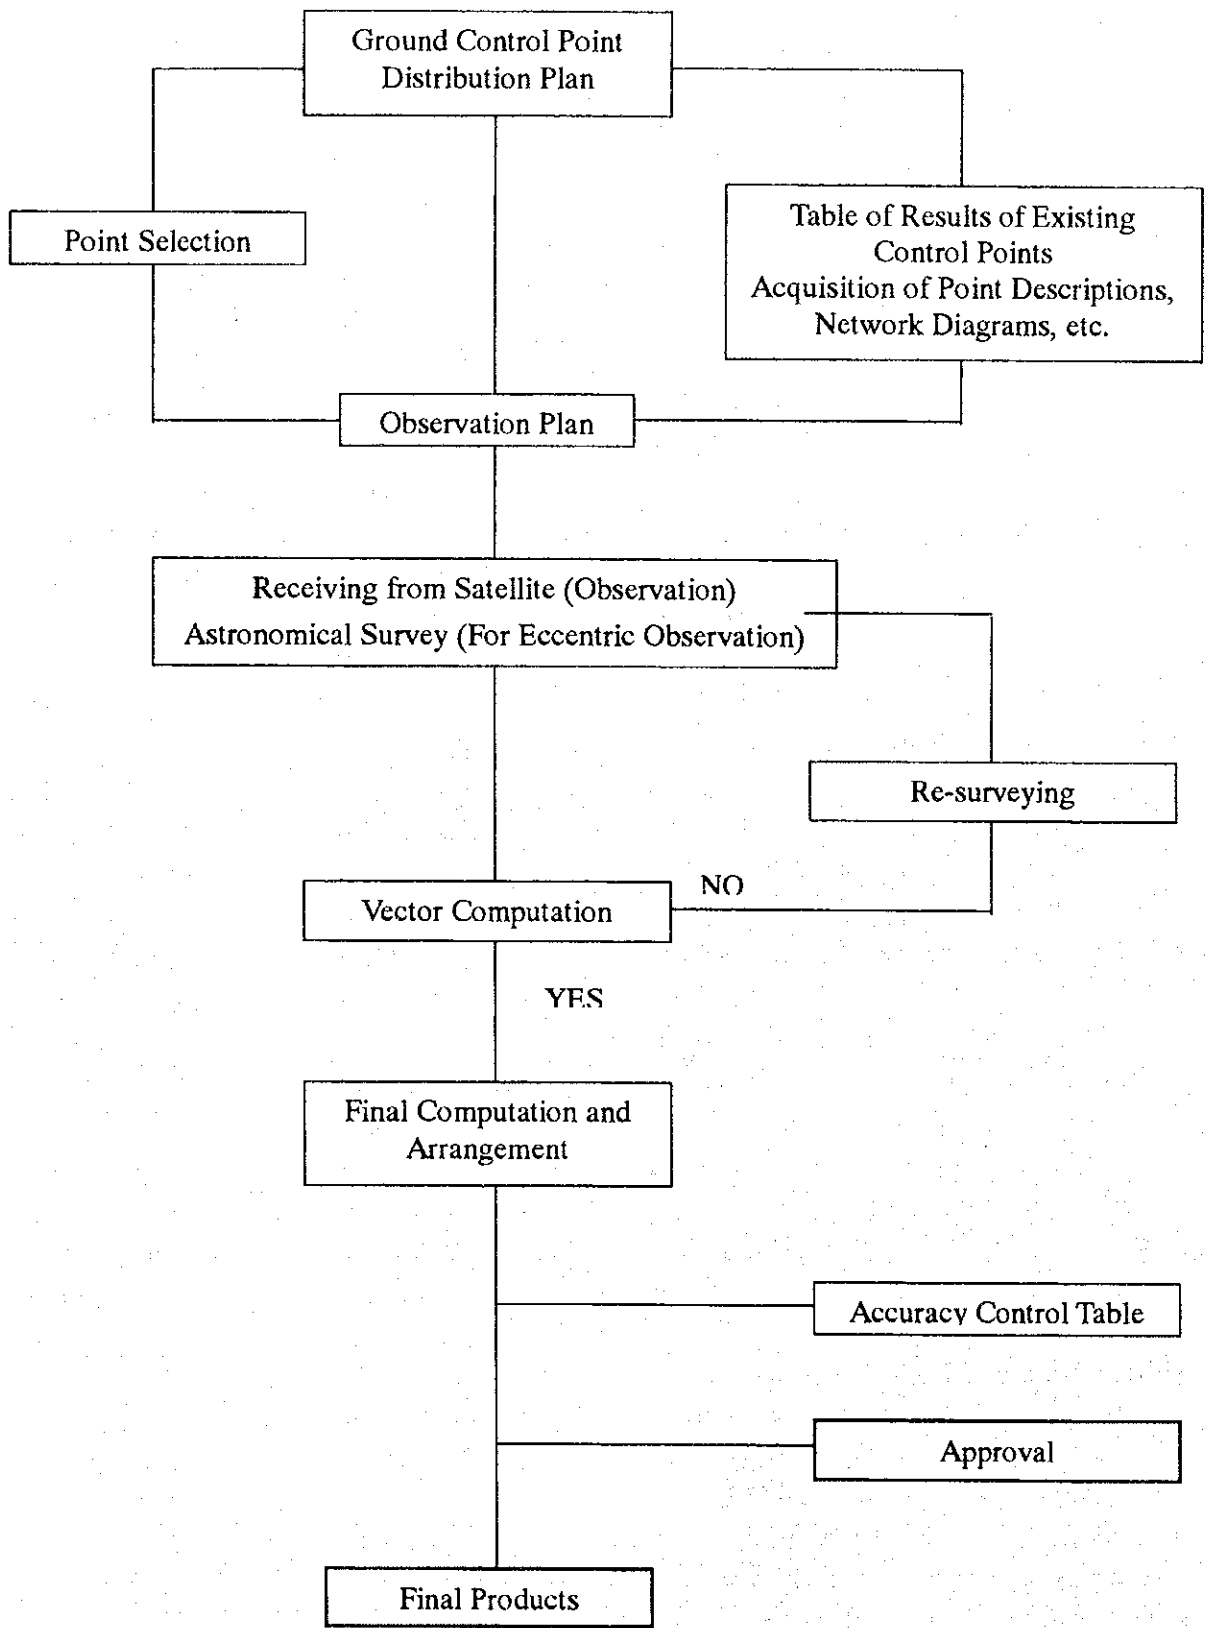 Ground Control Point
Distribution Plan
Point Selection
Table of Results of Existing
Control Points
Acquisition of Point Descriptions,
Network Diagrams, etc.
Observation Plan
Receiving from Satellite (Observation)
Astronomical Survey (For Eccentric Observation)
Re-surveying
NO
Vector Computation
YES
Final Computation and
Arrangement
Accuracy Control Table
Approval
Final Products